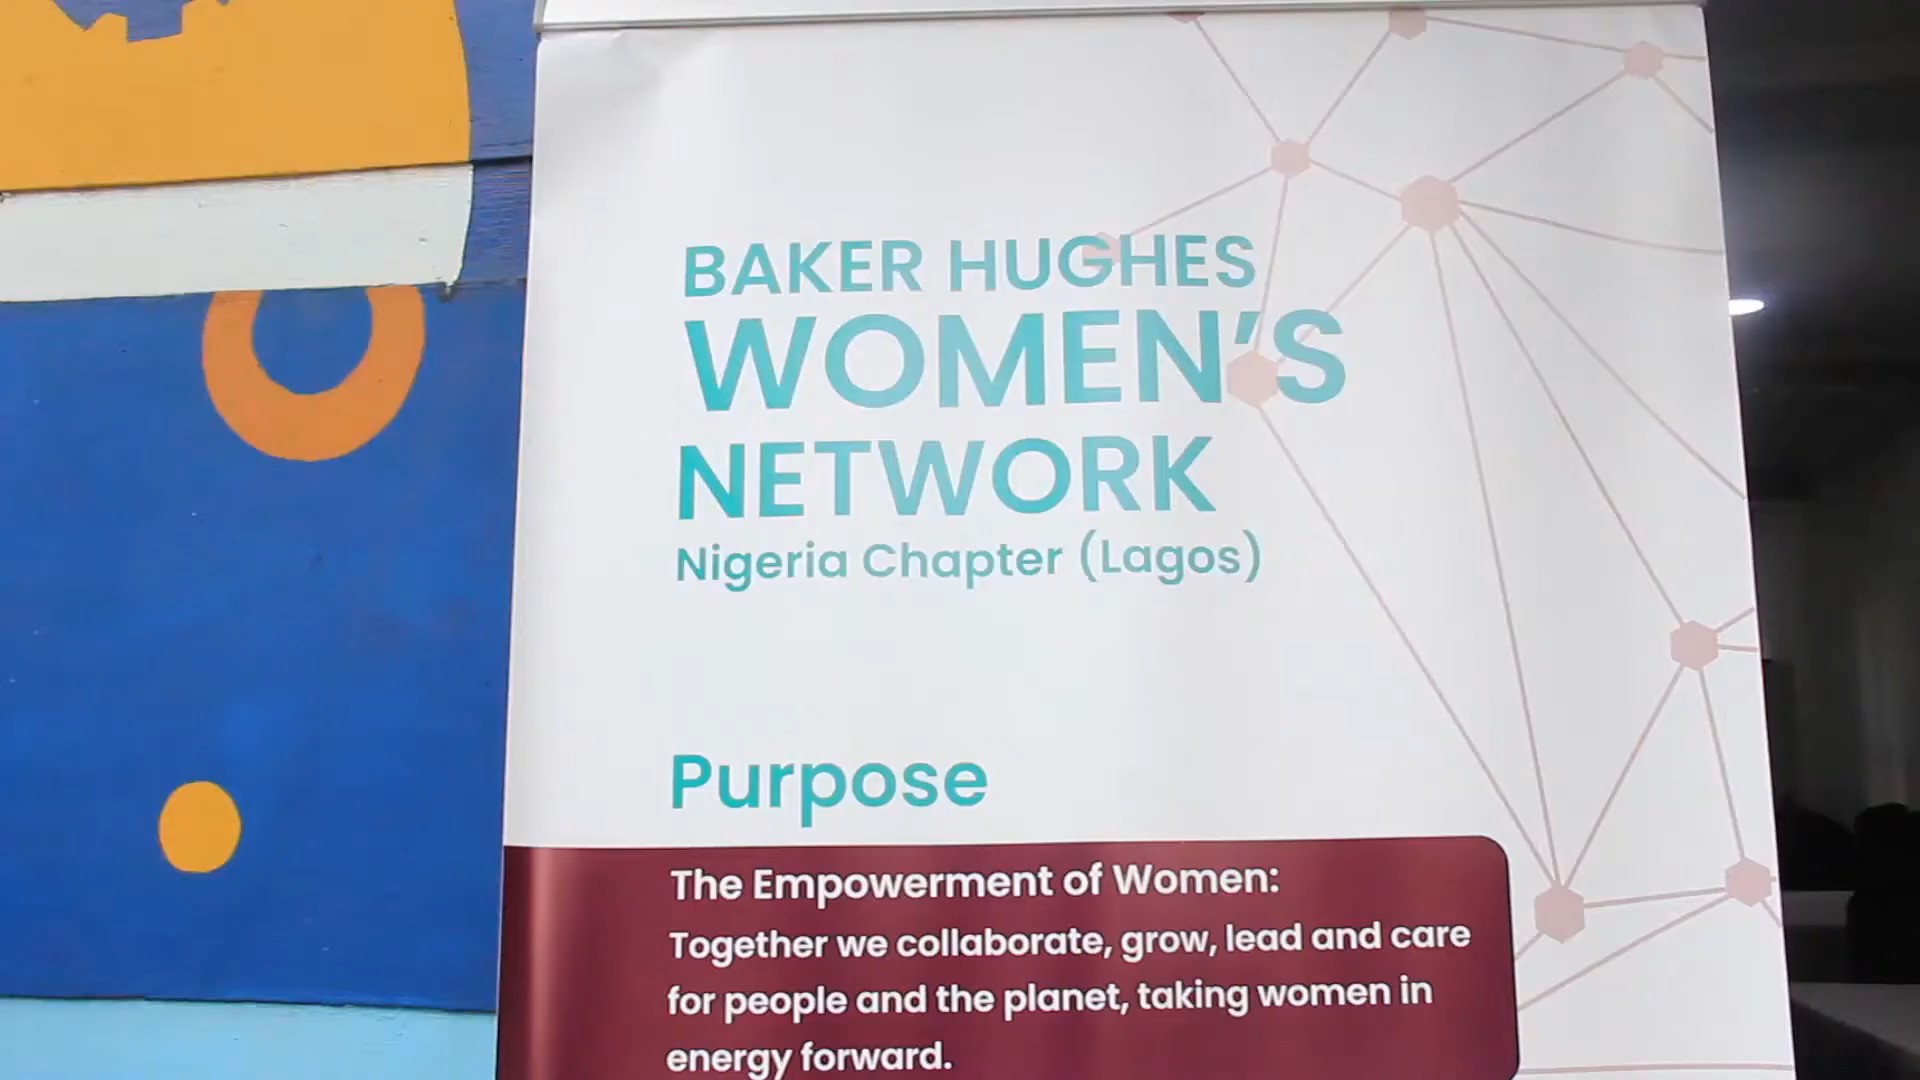 BAKER HUGHES
WOMEN'S
NETWORK
Nigeria Chapter (Lagos)
Purpose
The Empowerment of Women:
Together we collaborate, grow, lead and care
for people and the planet, taking women in
energy forward.